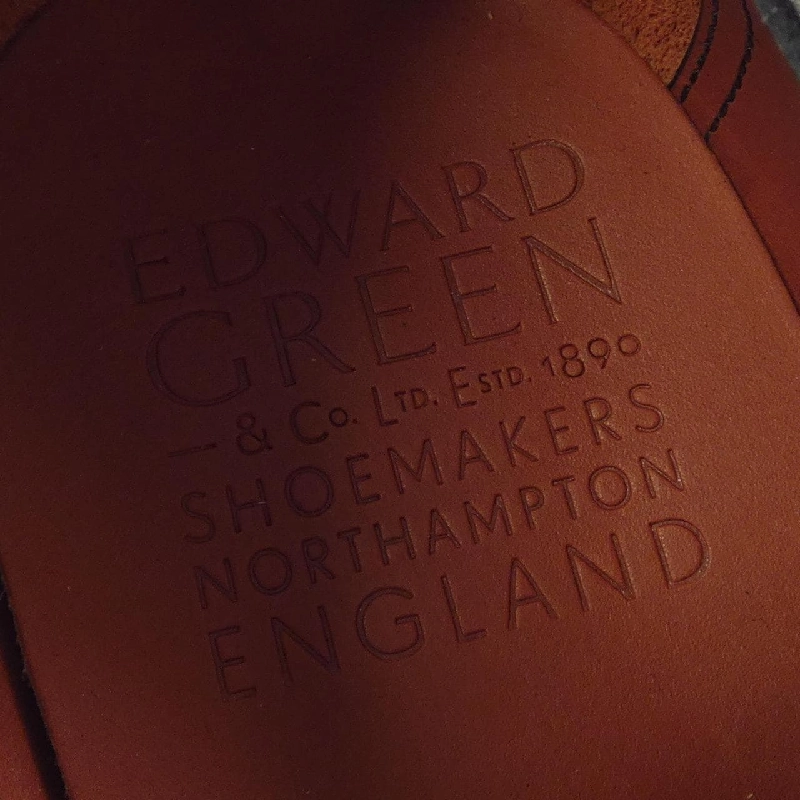 EDWARD
GREEN
— & Co. LTD. ESTD. 1890
SHOEMAKERS
NORTHAMPTON
ENGLAND